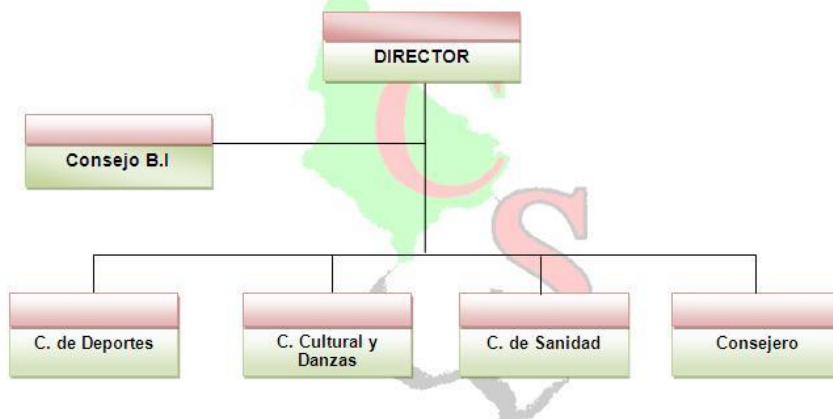 DIRECTOR
Consejo B.I
C. de Deportes
C. Cultural y
Danzas
C. de Sanidad
Consejero
C
S